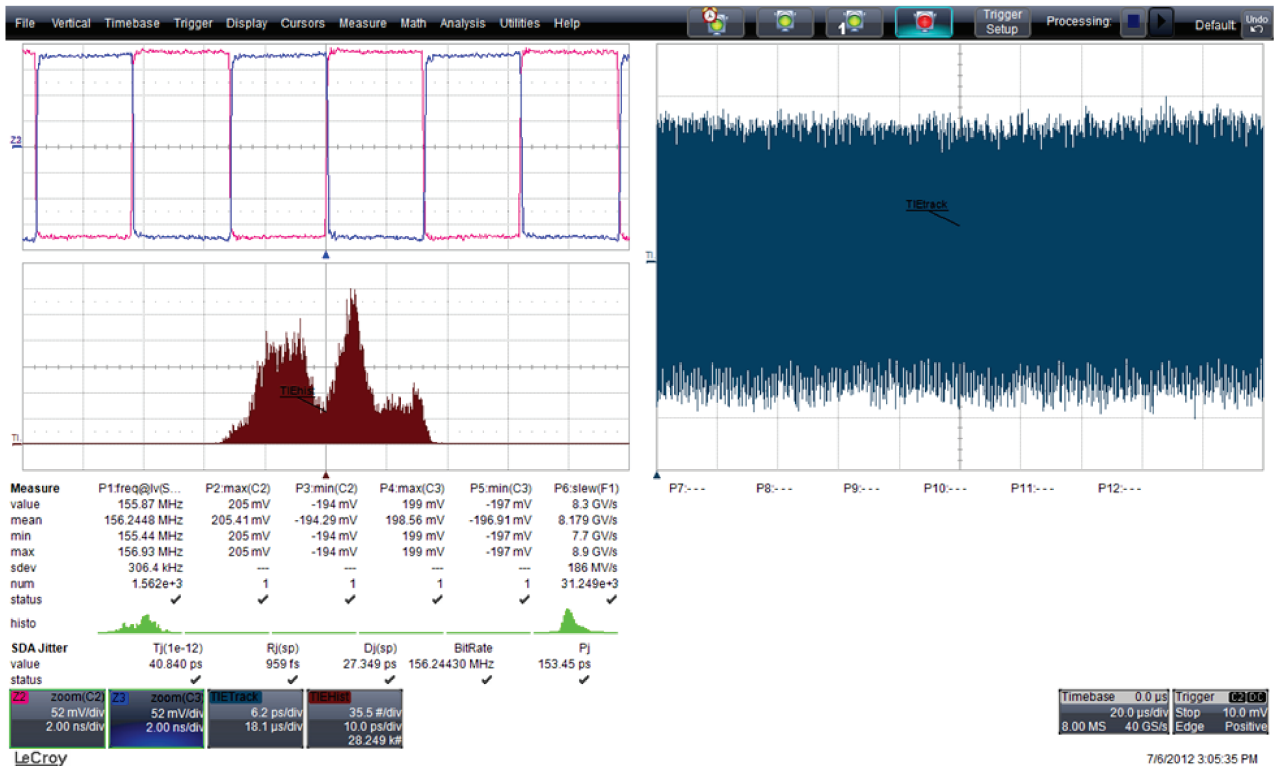 File Vertical Timebase Trigger Display Cursors Measure Math Analysis Utilities Help
1
Trigger Setup
Processing:
Default
Undo
Z3
TIEtrack
TI.
TIEhis
TI.
Measure P1:freq@lv(S... P2:max(C2) P3:min(C2) P4:max(C3) P5:min(C3) P6:slew(F1) P7:- - - P8:- - - P9:- - - P10:- - - P11:- - - P12:- - -
value 155.87 MHz 205 mV -194 mV 199 mV -197 mV 8.3 GV/s
mean 156.2448 MHz 205.41 mV -194.29 mV 198.56 mV -196.91 mV 8.179 GV/s
min 155.44 MHz 205 mV -194 mV 199 mV -197 mV 7.7 GV/s
max 156.93 MHz 205 mV -194 mV 199 mV -197 mV 8.9 GV/s
sdev 306.4 kHz --- --- --- --- 186 MV/s
num 1.562e+3 1 1 1 1 31.249e+3
status
histo
SDA Jitter Tj(1e-12) Rj(sp) Dj(sp) BitRate Pj
value 40.840 ps 959 fs 27.349 ps 156.24430 MHz 153.45 ps
status
Z2 zoom(C2)
52 mV/div
2.00 ns/div
Z3 zoom(C3)
52 mV/div
2.00 ns/div
TIETrack
6.2 ps/div
18.1 µs/div
TIEHist
35.5 #/div
10.0 ps/div
28.249 k#
Timebase 0.0 µs
20.0 µs/div
8.00 MS 40 GS/s
Trigger C2 DC
Stop 10.0 mV
Edge Positive
LeCroy
7/6/2012 3:05:35 PM